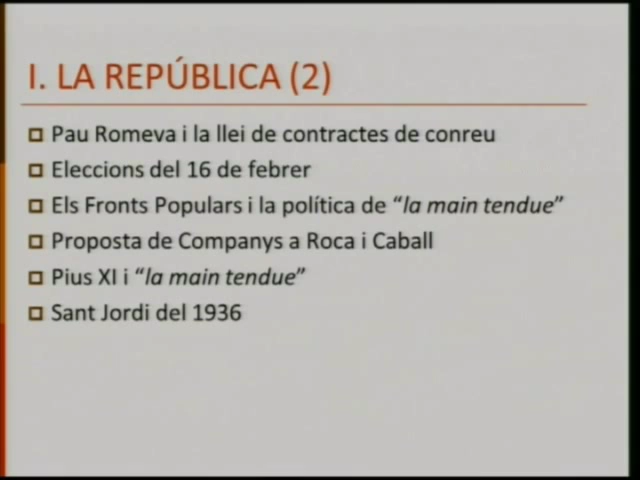 I. LA REPÚBLICA (2)
Pau Romeva i la llei de contractes de conreu
Eleccions del 16 de febrer
Els Fronts Populars i la política de “la main tendue”
Proposta de Companys a Roca i Caball
Pius XI i “la main tendue”
Sant Jordi del 1936